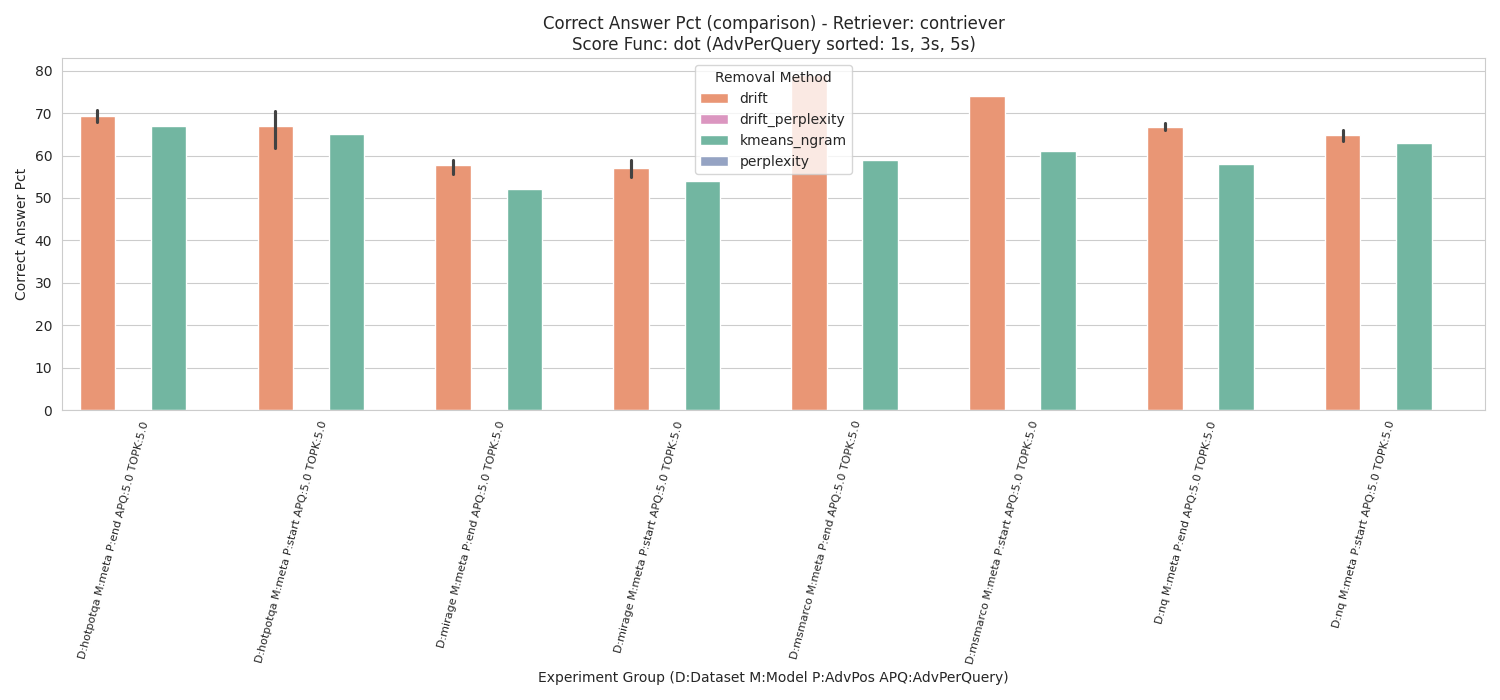 Correct Answer Pct (comparison) - Retriever: contriever
Score Func: dot (AdvPerQuery sorted: 1s, 3s, 5s)
Removal Method
drift
drift_perplexity
kmeans_ngram
perplexity
Correct Answer Pct
80
70
60
50
40
30
20
10
0
D:hotpotqa M:meta P:end APQ:5.0 TOPK:5.0
D:hotpotqa M:meta P:start APQ:5.0 TOPK:5.0
D:mirage M:meta P:end APQ:5.0 TOPK:5.0
D:mirage M:meta P:start APQ:5.0 TOPK:5.0
D:msmarco M:meta P:end APQ:5.0 TOPK:5.0
D:msmarco M:meta P:start APQ:5.0 TOPK:5.0
D:nq M:meta P:end APQ:5.0 TOPK:5.0
D:nq M:meta P:start APQ:5.0 TOPK:5.0
Experiment Group (D:Dataset M:Model P:AdvPos APQ:AdvPerQuery)